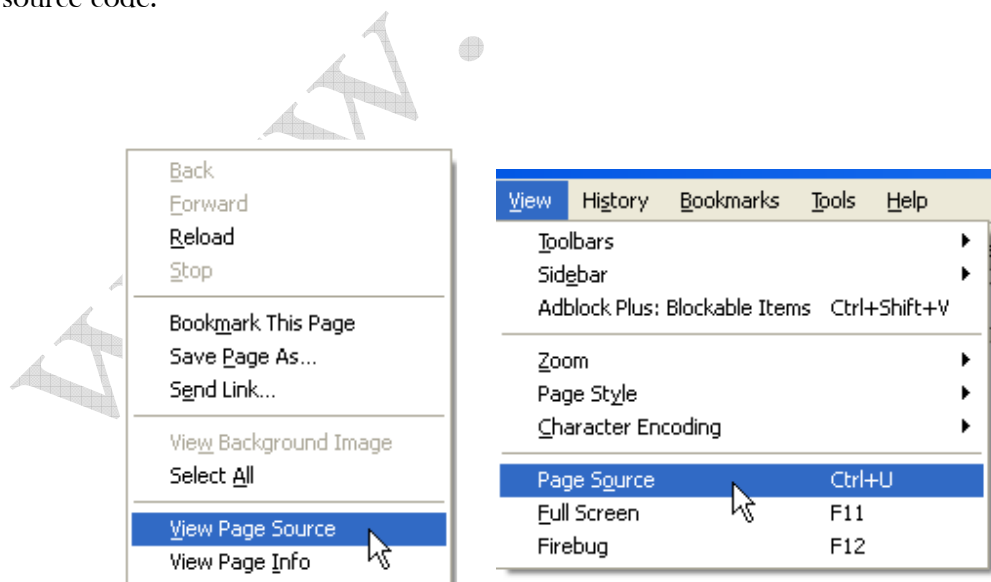 source code.
WW.
Back
Forward
Reload
Stop
Bookmark This Page
Save Page As...
Send Link...
View Background Image
Select All
View Page Source
View Page Info
View History Bookmarks Tools Help
Toolbars
Sidebar
Adblock Plus: Blockable Items Ctrl+Shift+V
Zoom
Page Style
Character Encoding
Page Source Ctrl+U
Full Screen F11
Firebug F12